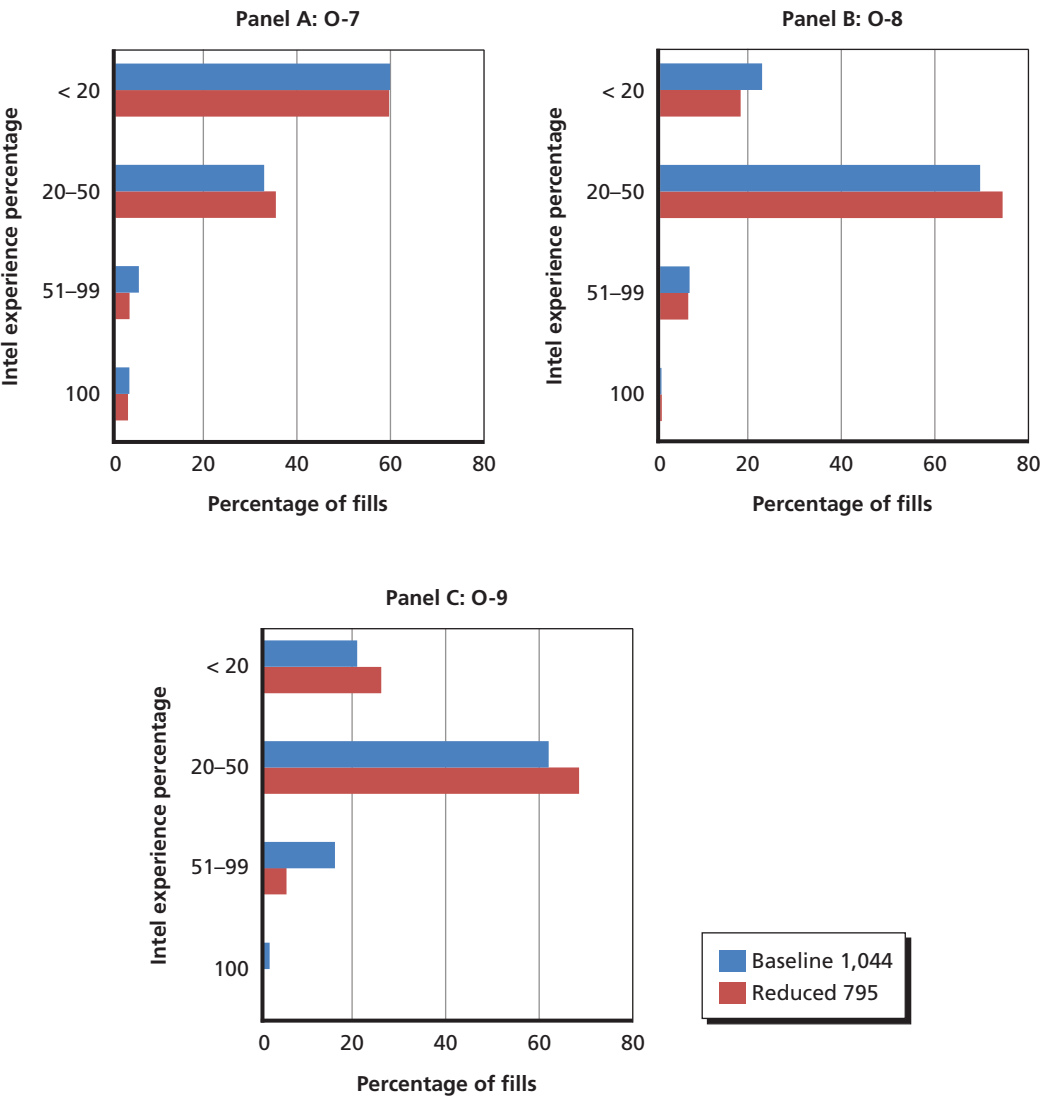 Panel A: O-7
Intel experience percentage
< 20
20–50
51–99
100
0 20 40 60 80
Percentage of fills
Panel B: O-8
Intel experience percentage
< 20
20–50
51–99
100
0 20 40 60 80
Percentage of fills
Panel C: O-9
Intel experience percentage
< 20
20–50
51–99
100
0 20 40 60 80
Percentage of fills
Baseline 1,044
Reduced 795